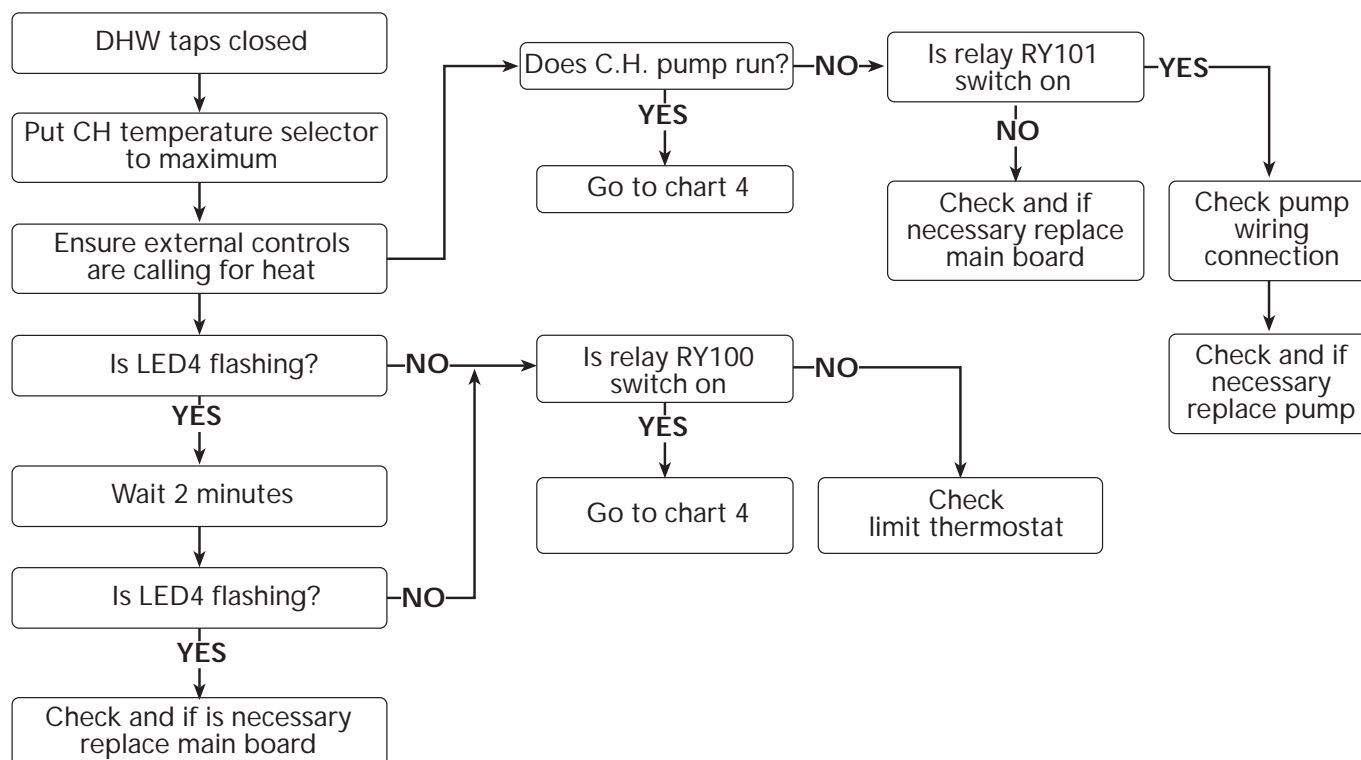 DHW taps closed
Put CH temperature selector
to maximum
Ensure external controls
are calling for heat
Is LED4 flashing?
NO
YES
Wait 2 minutes
Is LED4 flashing?
NO
YES
Check and if is necessary
replace main board
Does C.H. pump run?
NO
YES
Go to chart 4
Is relay RY101
switch on
YES
NO
Check and if
necessary replace
main board
Check pump
wiring
connection
Check and if
necessary
replace pump
Is relay RY100
switch on
NO
YES
Go to chart 4
Check
limit thermostat